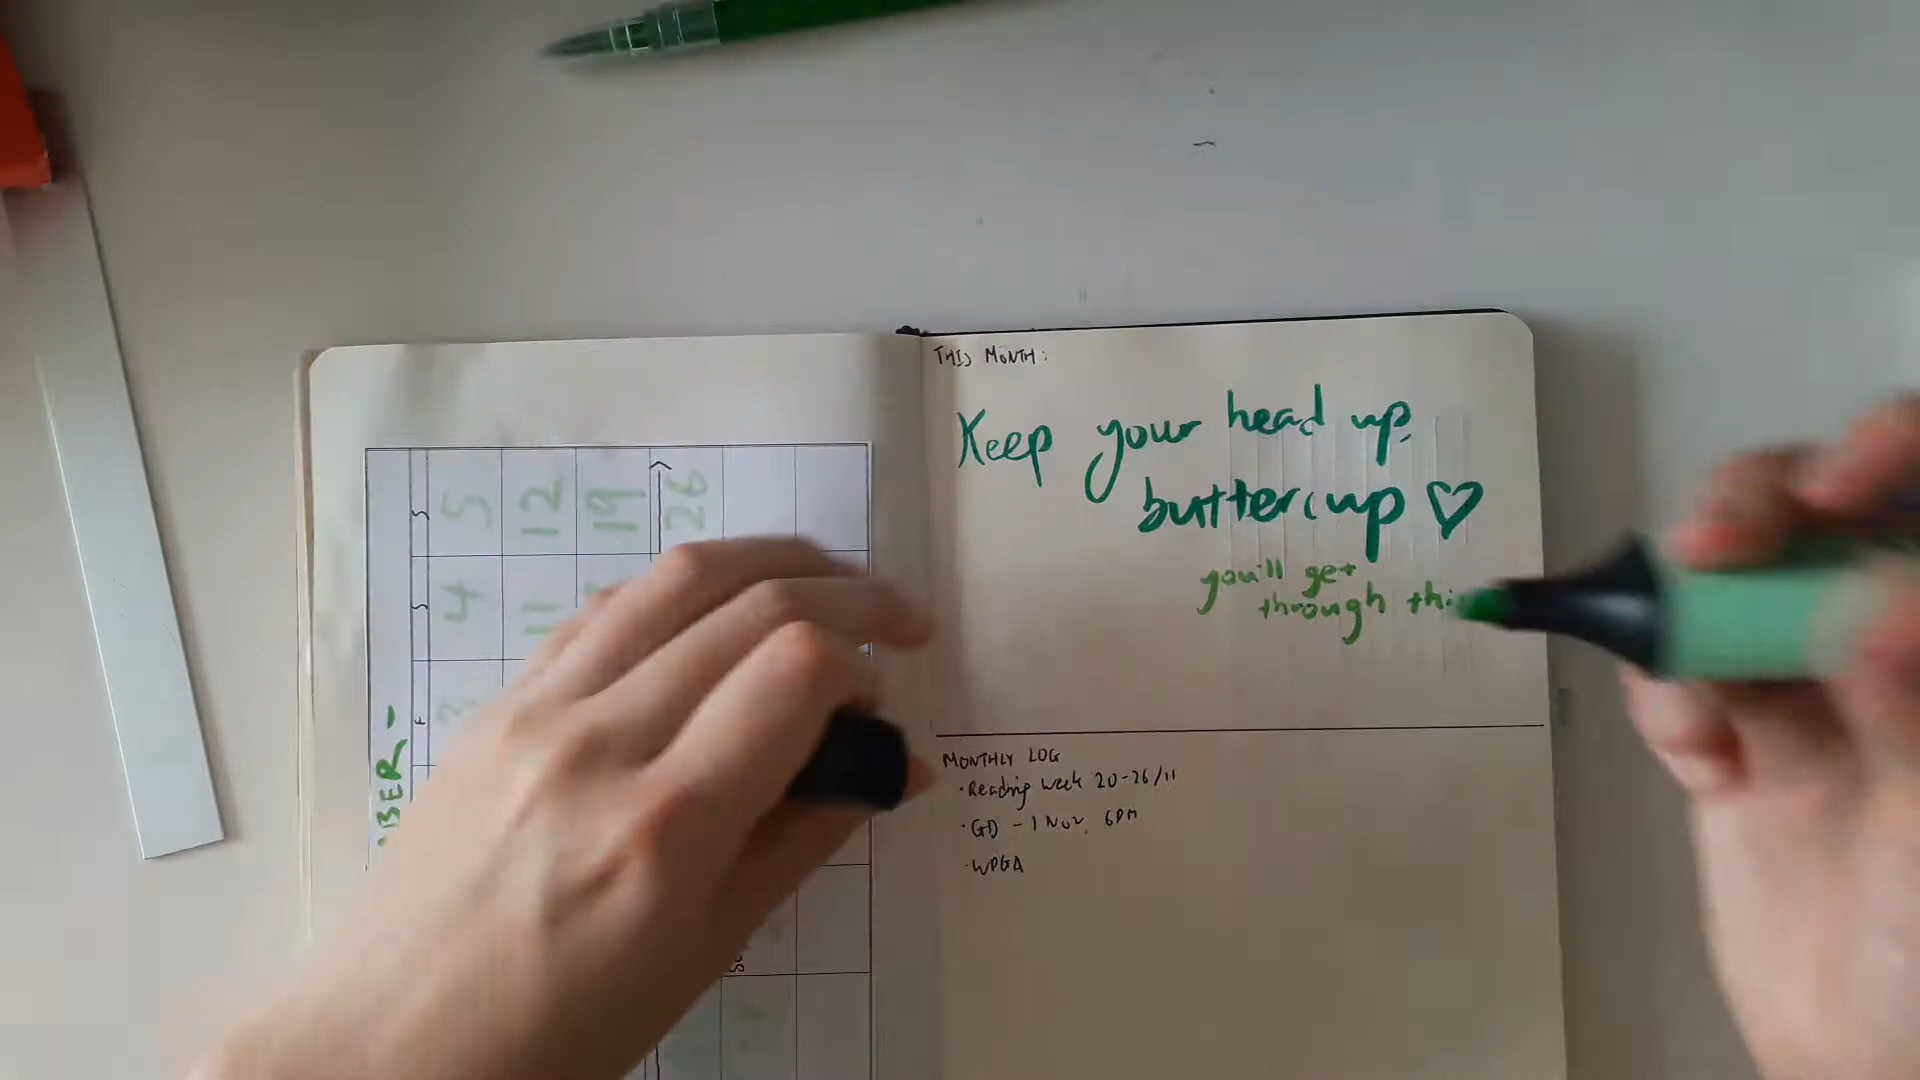 THIS MONTH:
Keep your head up,
buttercup ♡
you'll get
through thi
MONTHLY LOG
· Reading week 20-26/11
· GD - 1 Nov, 6PM
· WPGA
BER -
S 5 12 19 26
S 4 11
F 3